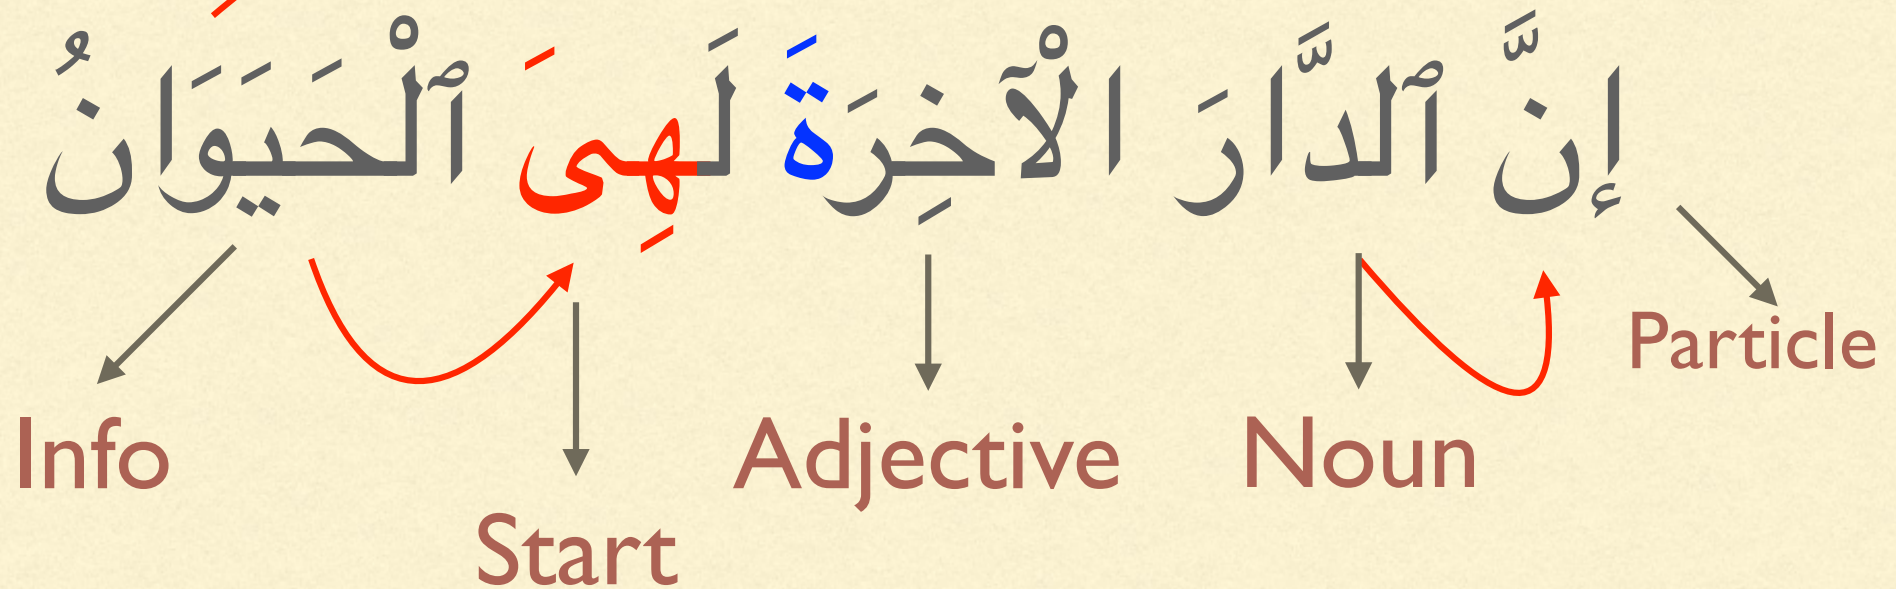 إِنَّ ٱلدَّارَ الْآخِرَةَ لَهِىَ ٱلْحَيَوَانُ
Particle
Info Adjective Noun
Start